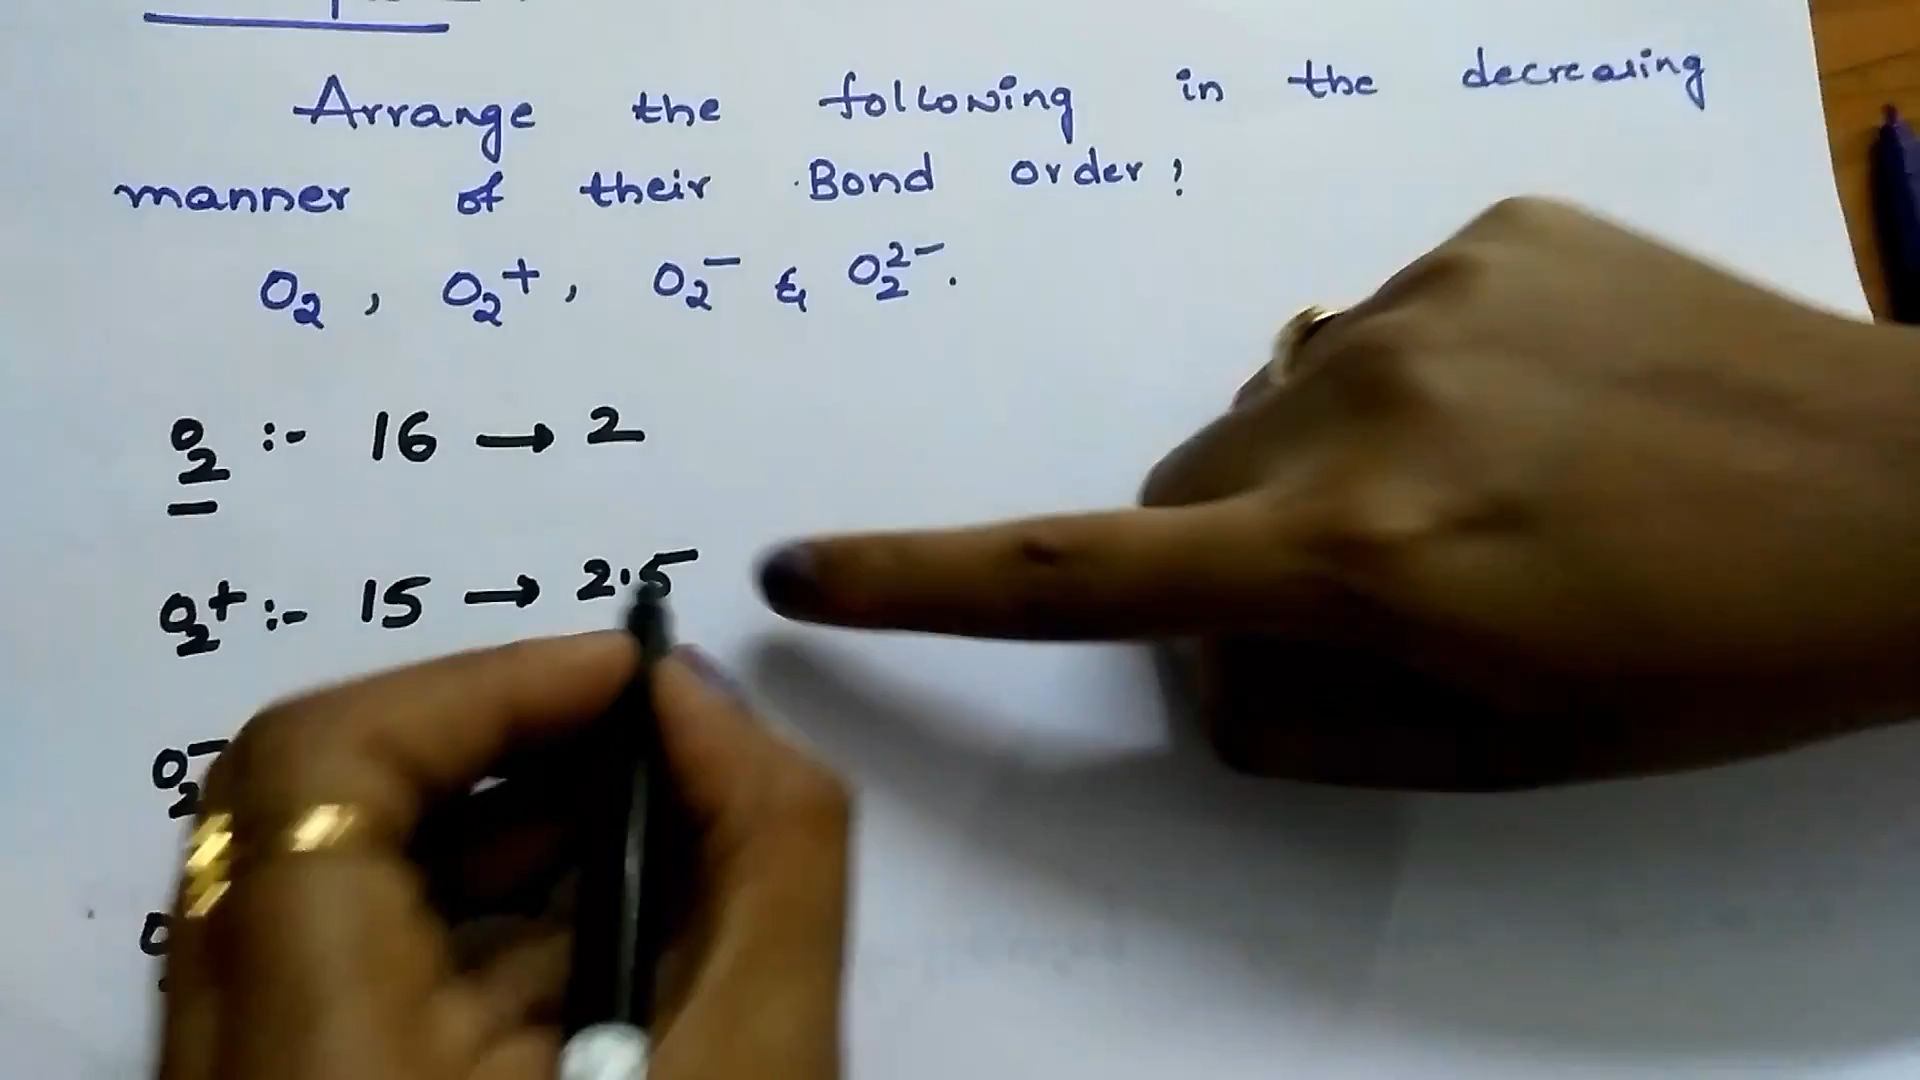 Arrange the following in the decreasing
manner of their Bond order?
O₂, O₂⁺, O₂⁻ & O₂²⁻.
O₂ :- 16 → 2
O₂⁺ :- 15 → 2.5
O₂⁻